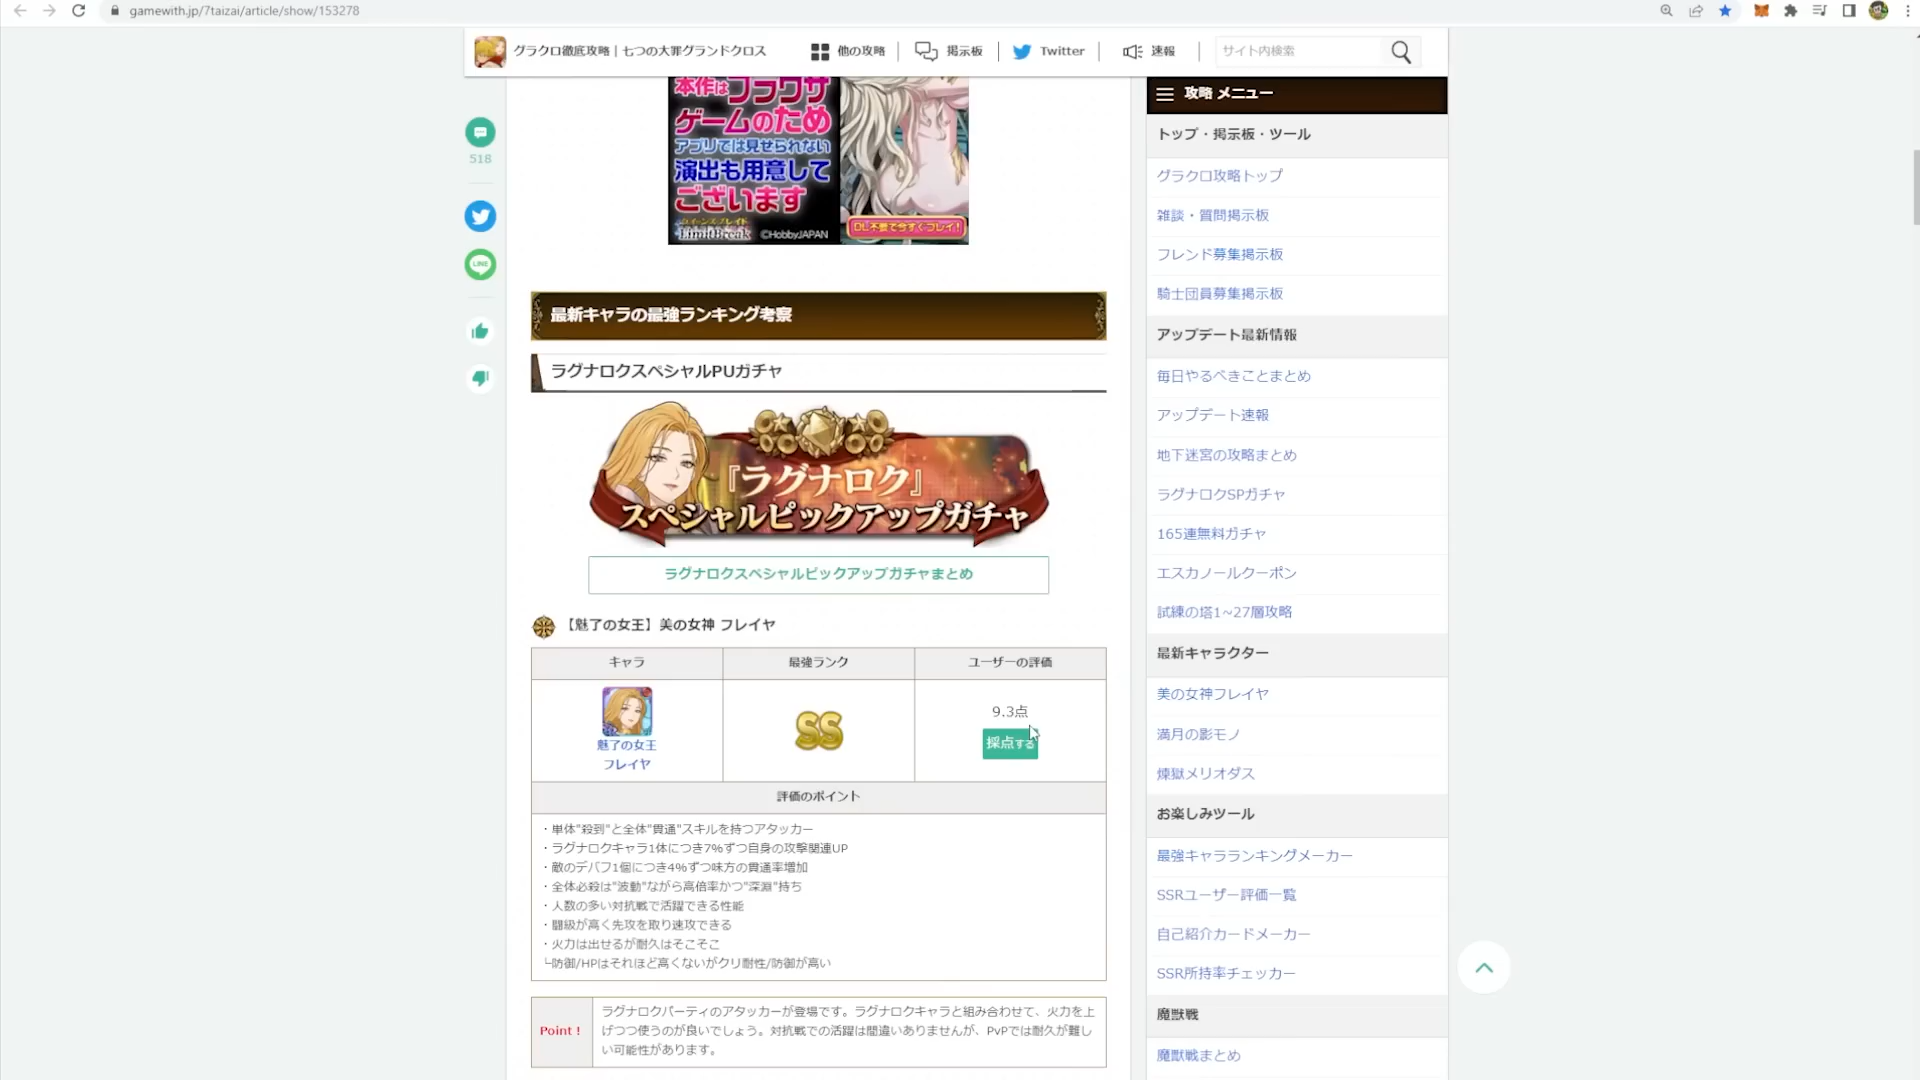 gamewith.jp/7taizai/article/show/153278
グラクロ徹底攻略｜七つの大罪グランドクロス
他の攻略
掲示板
Twitter
速報
サイト内検索
518
LINE
本作はブラウザ
ゲームのため
アプリでは見せられない
演出も用意して
ございます
クイーンズブレイド
LimitBreak ©HobbyJAPAN
DL不要で今すぐプレイ!
最新キャラの最強ランキング考察
ラグナロクスペシャルPUガチャ
『ラグナロク』
スペシャルピックアップガチャ
ラグナロクスペシャルピックアップガチャまとめ
【魅了の女王】美の女神 フレイヤ
キャラ 最強ランク ユーザーの評価
魅了の女王
フレイヤ
SS
9.3点
採点する
評価のポイント
・単体"殺到"と全体"貫通"スキルを持つアタッカー
・ラグナロクキャラ1体につき7%ずつ自身の攻撃関連UP
・敵のデバフ1個につき4%ずつ味方の貫通率増加
・全体必殺は"波動"ながら高倍率かつ"深淵"持ち
・人数の多い対抗戦で活躍できる性能
・闘級が高く先攻を取り速攻できる
・火力は出せるが耐久はそこそこ
└防御/HPはそれほど高くないがクリ耐性/防御が高い
Point！
ラグナロクパーティのアタッカーが登場です。ラグナロクキャラと組み合わせて、火力を上
げつつ使うのが良いでしょう。対抗戦での活躍は間違いありませんが、PvPでは耐久が難し
い可能性があります。
攻略 メニュー
トップ・掲示板・ツール
グラクロ攻略トップ
雑談・質問掲示板
フレンド募集掲示板
騎士団員募集掲示板
アップデート最新情報
毎日やるべきことまとめ
アップデート速報
地下迷宮の攻略まとめ
ラグナロクSPガチャ
165連無料ガチャ
エスカノールクーポン
試練の塔1~27層攻略
最新キャラクター
美の女神フレイヤ
満月の影モノ
煉獄メリオダス
お楽しみツール
最強キャラランキングメーカー
SSRユーザー評価一覧
自己紹介カードメーカー
SSR所持率チェッカー
魔獣戦
魔獣戦まとめ